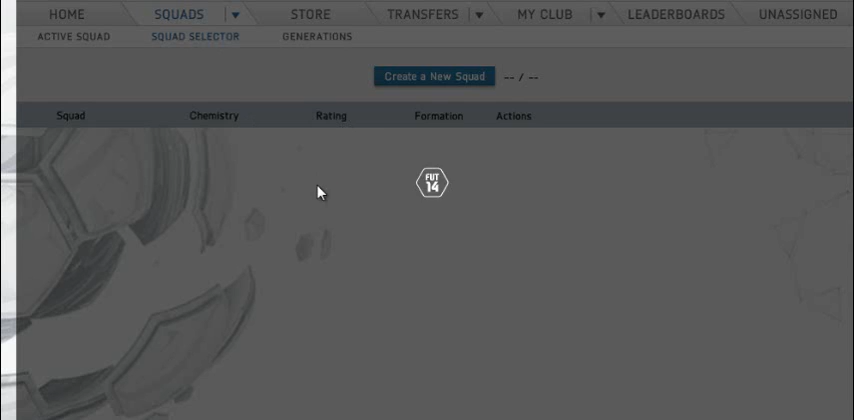 HOME SQUADS STORE TRANSFERS MY CLUB LEADERBOARDS UNASSIGNED
ACTIVE SQUAD SQUAD SELECTOR GENERATIONS
Create a New Squad -- / --
Squad Chemistry Rating Formation Actions
FUT
14